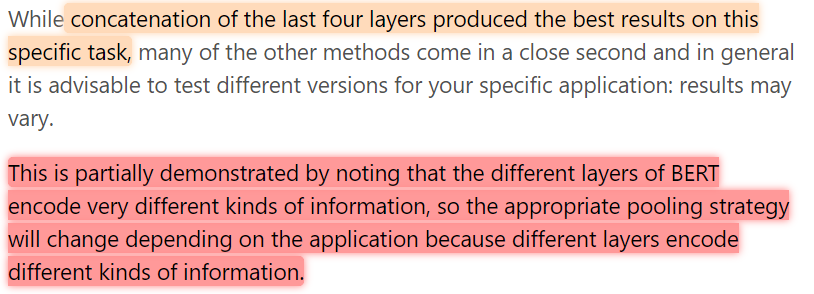 While concatenation of the last four layers produced the best results on this
specific task, many of the other methods come in a close second and in general
it is advisable to test different versions for your specific application: results may
vary.
This is partially demonstrated by noting that the different layers of BERT
encode very different kinds of information, so the appropriate pooling strategy
will change depending on the application because different layers encode
different kinds of information.